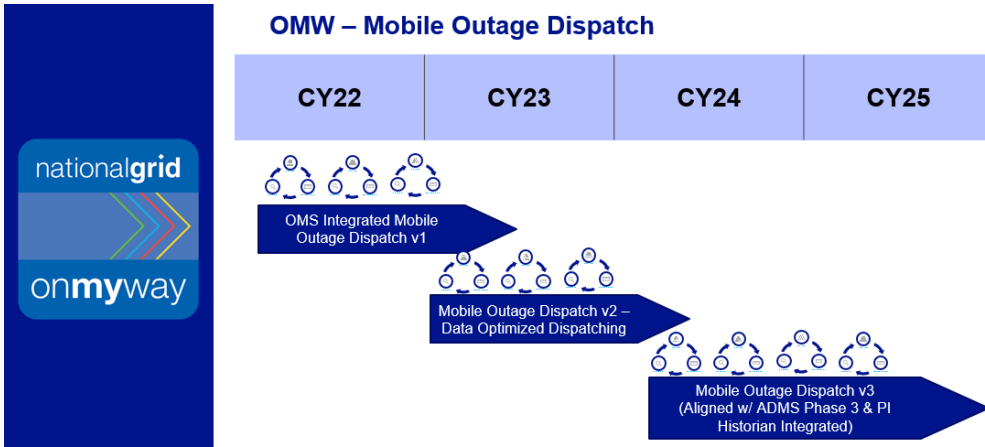 OMW – Mobile Outage Dispatch
CY22
CY23
CY24
CY25
nationalgrid
onmyway
OMS Integrated Mobile
Outage Dispatch v1
Mobile Outage Dispatch v2 –
Data Optimized Dispatching
Mobile Outage Dispatch v3
(Aligned w/ ADMS Phase 3 & PI
Historian Integrated)